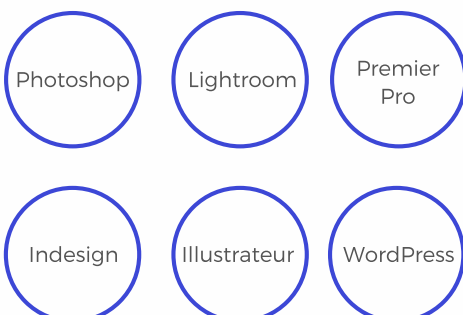 Photoshop
Lightroom
Premier
Pro
Indesign
Illustrateur
WordPress